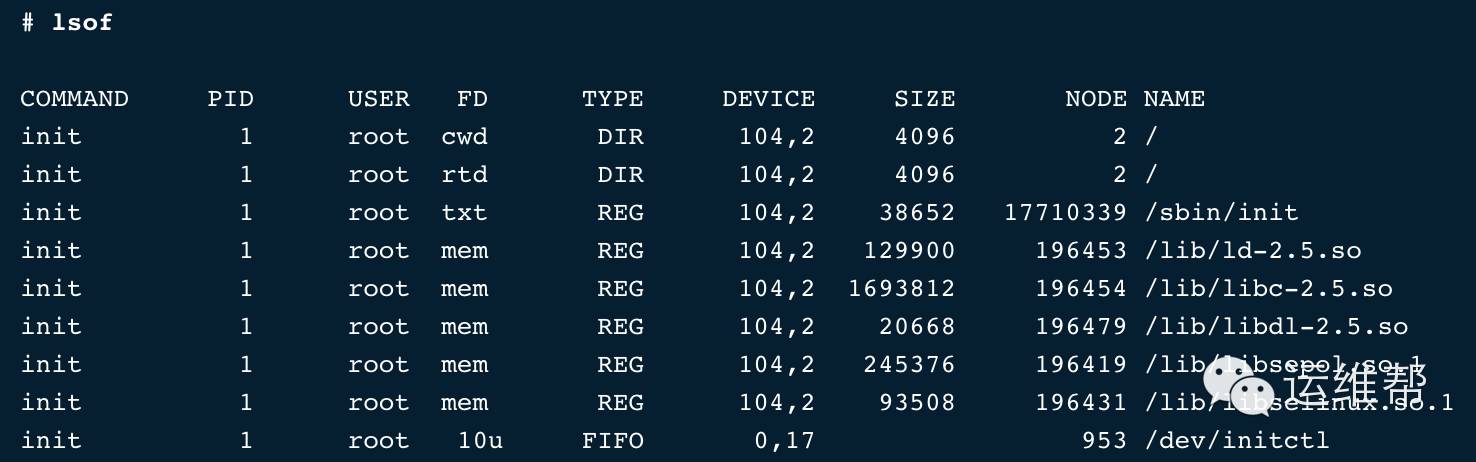 # lsof
COMMAND PID USER FD TYPE DEVICE SIZE NODE NAME
init 1 root cwd DIR 104,2 4096 2 /
init 1 root rtd DIR 104,2 4096 2 /
init 1 root txt REG 104,2 38652 17710339 /sbin/init
init 1 root mem REG 104,2 129900 196453 /lib/ld-2.5.so
init 1 root mem REG 104,2 1693812 196454 /lib/libc-2.5.so
init 1 root mem REG 104,2 20668 196479 /lib/libdl-2.5.so
init 1 root mem REG 104,2 245376 196419 /lib/libsepol.so.1
init 1 root mem REG 104,2 93508 196431 /lib/libselinux.so.1
init 1 root 10u FIFO 0,17 953 /dev/initctl
运维帮